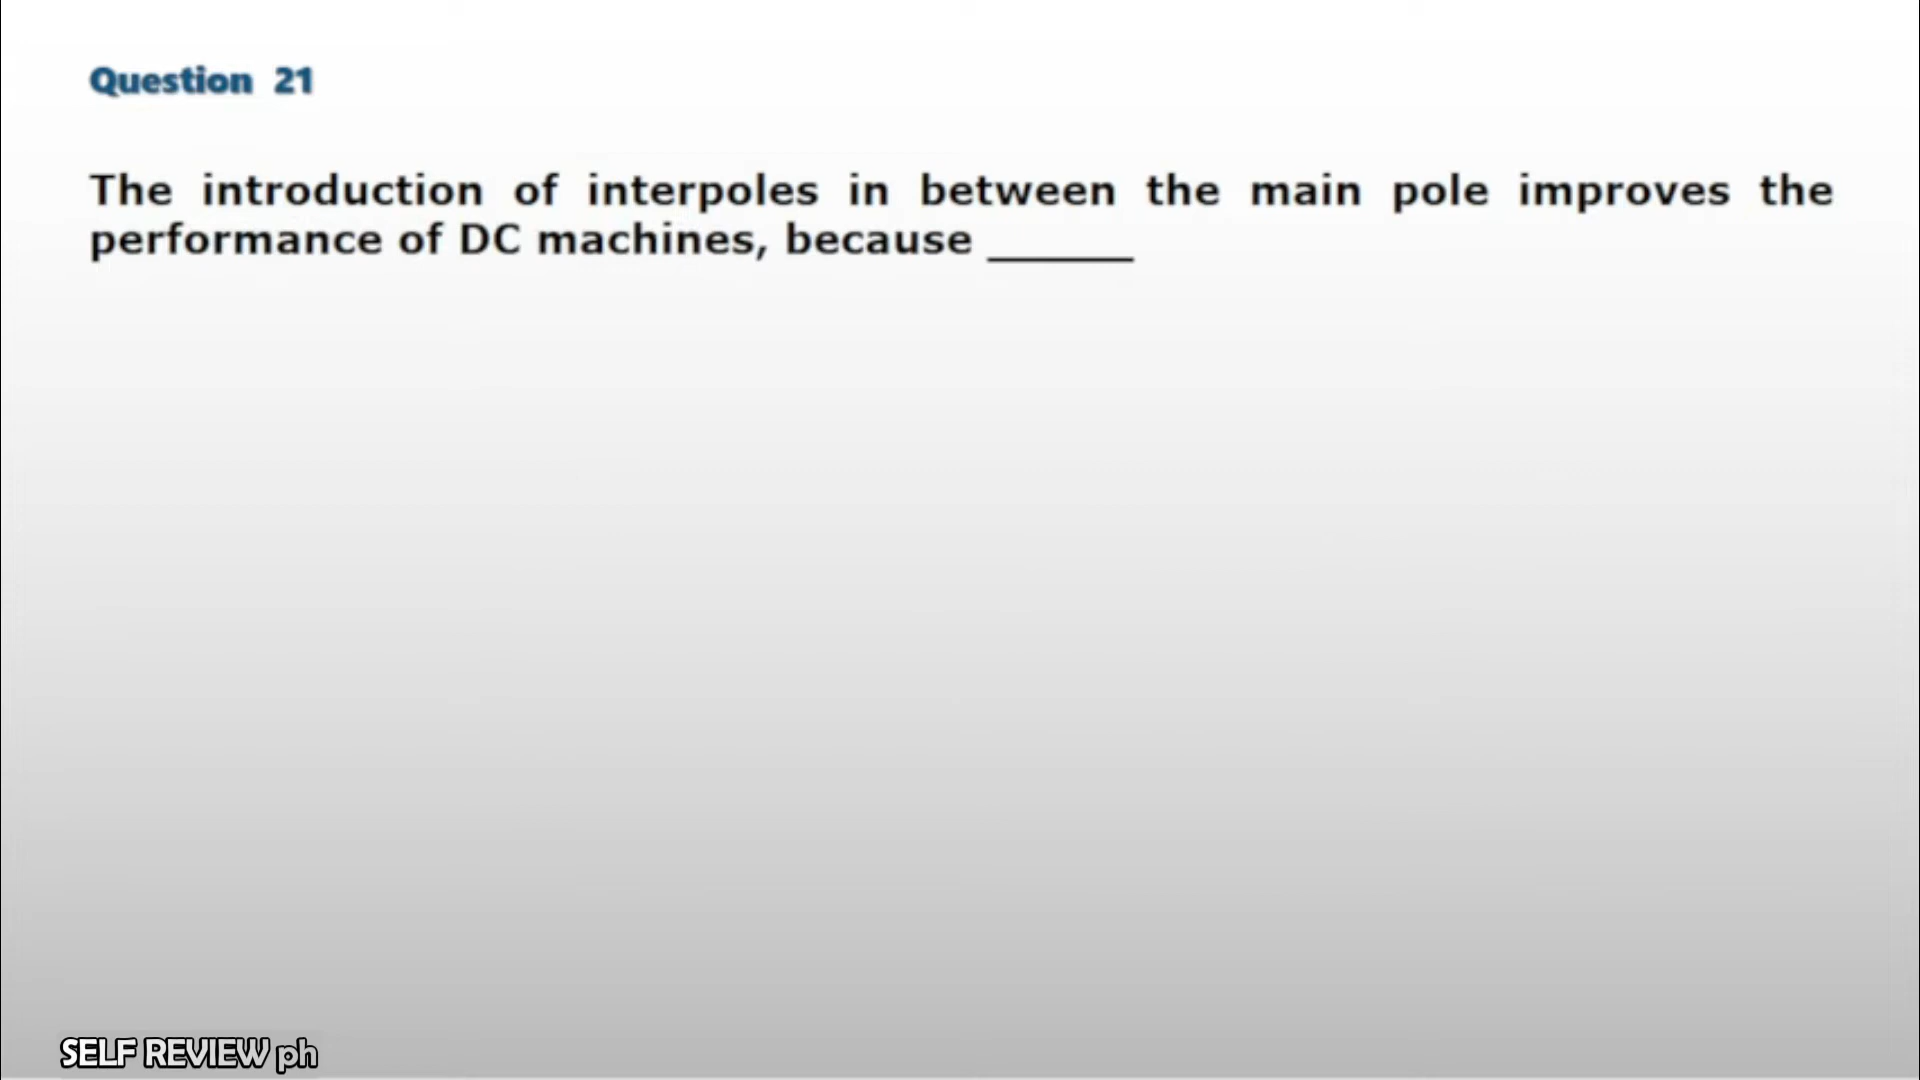 Question 21
The introduction of interpoles in between the main pole improves the
performance of DC machines, because ______
SELF REVIEW ph